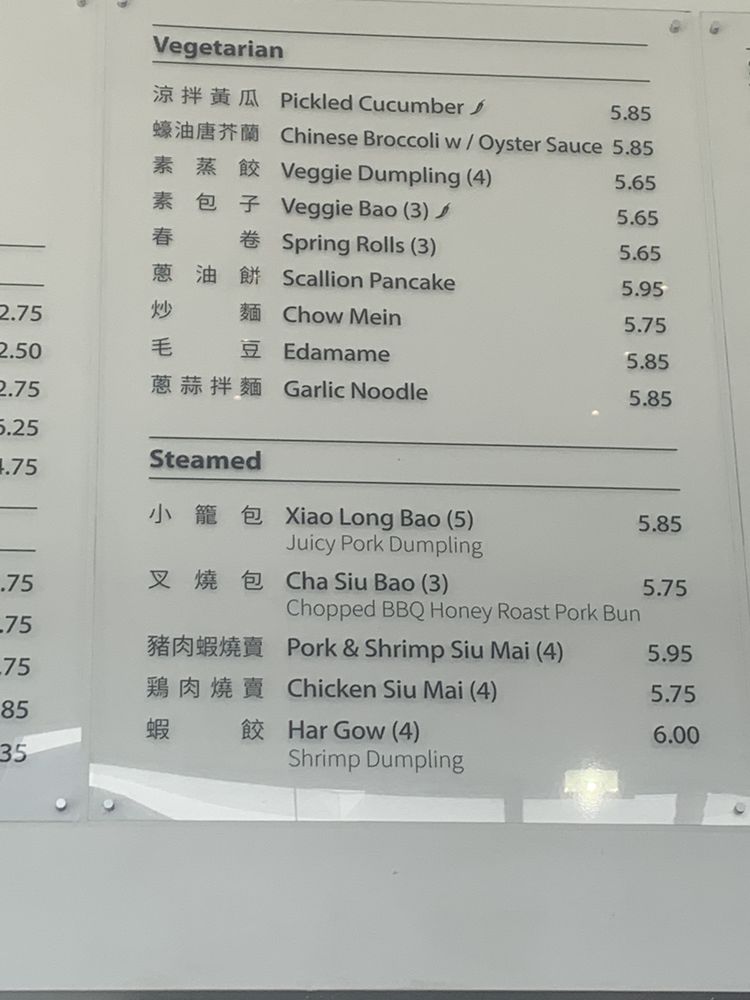 Vegetarian
涼拌黃瓜 Pickled Cucumber 5.85
蠔油唐芥蘭 Chinese Broccoli w / Oyster Sauce 5.85
素蒸餃 Veggie Dumpling (4) 5.65
素包子 Veggie Bao (3) 5.65
春卷 Spring Rolls (3) 5.65
蔥油餅 Scallion Pancake 5.95
炒麵 Chow Mein 5.75
毛豆 Edamame 5.85
蔥蒜拌麵 Garlic Noodle 5.85
Steamed
小籠包 Xiao Long Bao (5) 5.85
Juicy Pork Dumpling
叉燒包 Cha Siu Bao (3) 5.75
Chopped BBQ Honey Roast Pork Bun
豬肉蝦燒賣 Pork & Shrimp Siu Mai (4) 5.95
鶏肉燒賣 Chicken Siu Mai (4) 5.75
蝦餃 Har Gow (4) 6.00
Shrimp Dumpling
2.75
2.50
2.75
.25
.75
.75
.75
.75
85
35